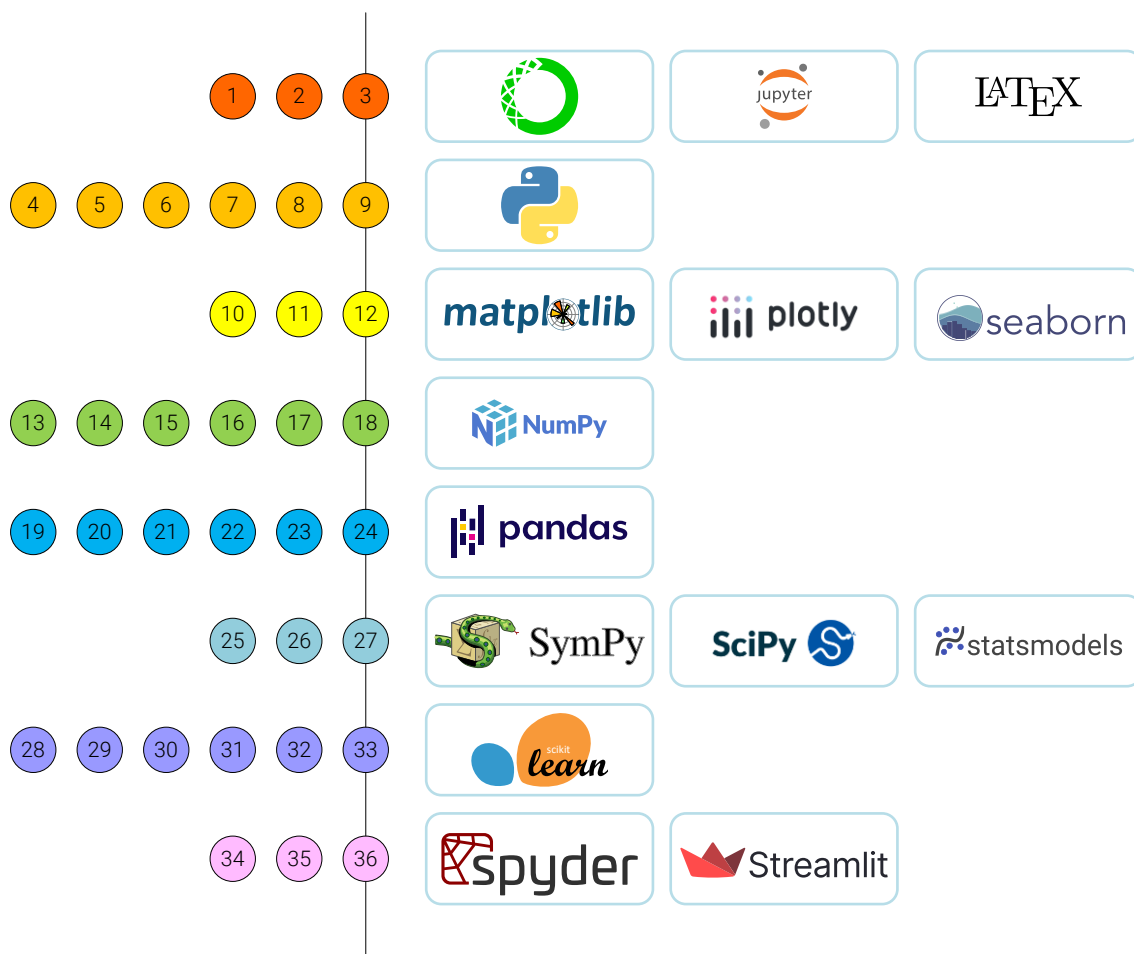 1 2 3 jupyter LATEX
4 5 6 7 8 9
10 11 12 matplotlib plotly seaborn
13 14 15 16 17 18 NumPy
19 20 21 22 23 24 pandas
25 26 27 SymPy SciPy statsmodels
28 29 30 31 32 33 scikit
learn
34 35 36 spyder Streamlit